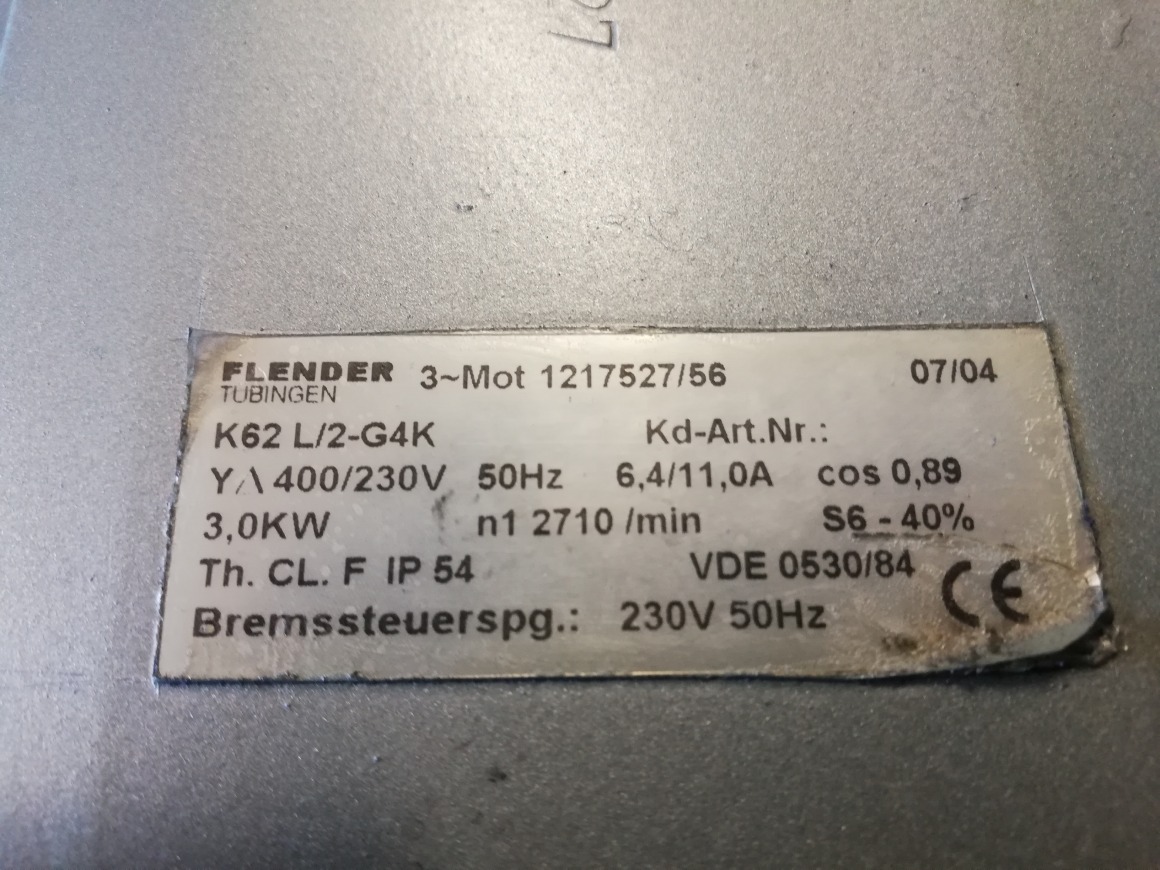 FLENDER 3~Mot 1217527/56 07/04
TÜBINGEN
K62 L/2-G4K Kd-Art.Nr.:
Y/\ 400/230V 50Hz 6,4/11,0A cos 0,89
3,0KW n1 2710 /min S6 - 40%
Th. CL. F IP 54 VDE 0530/84
Bremssteuerspg.: 230V 50Hz CE